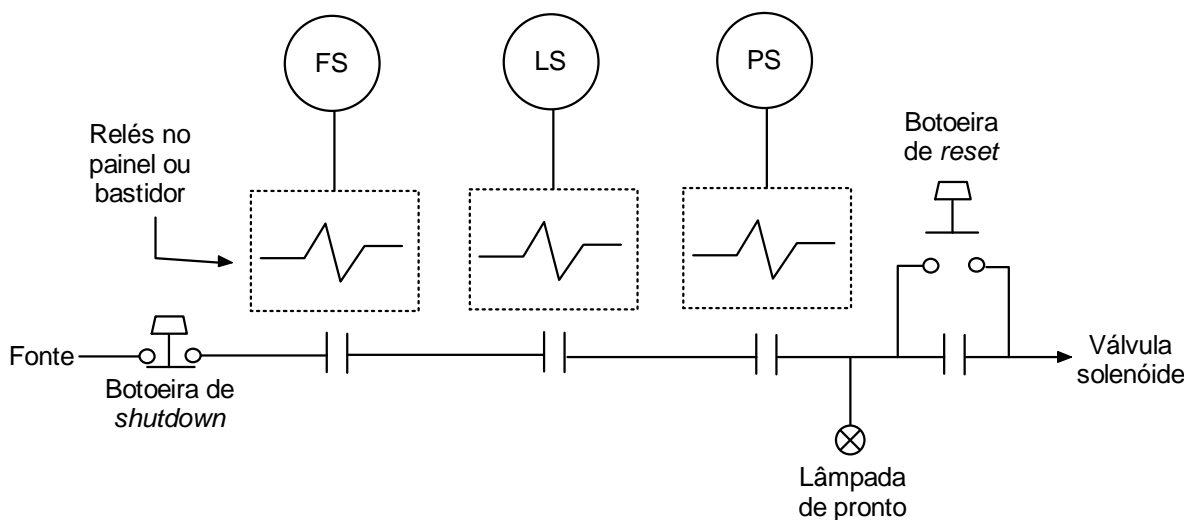 FS
LS
PS
Relés no
painel ou
bastidor
Botoeira
de reset
Fonte
Botoeira de
shutdown
Válvula
solenóide
Lâmpada
de pronto